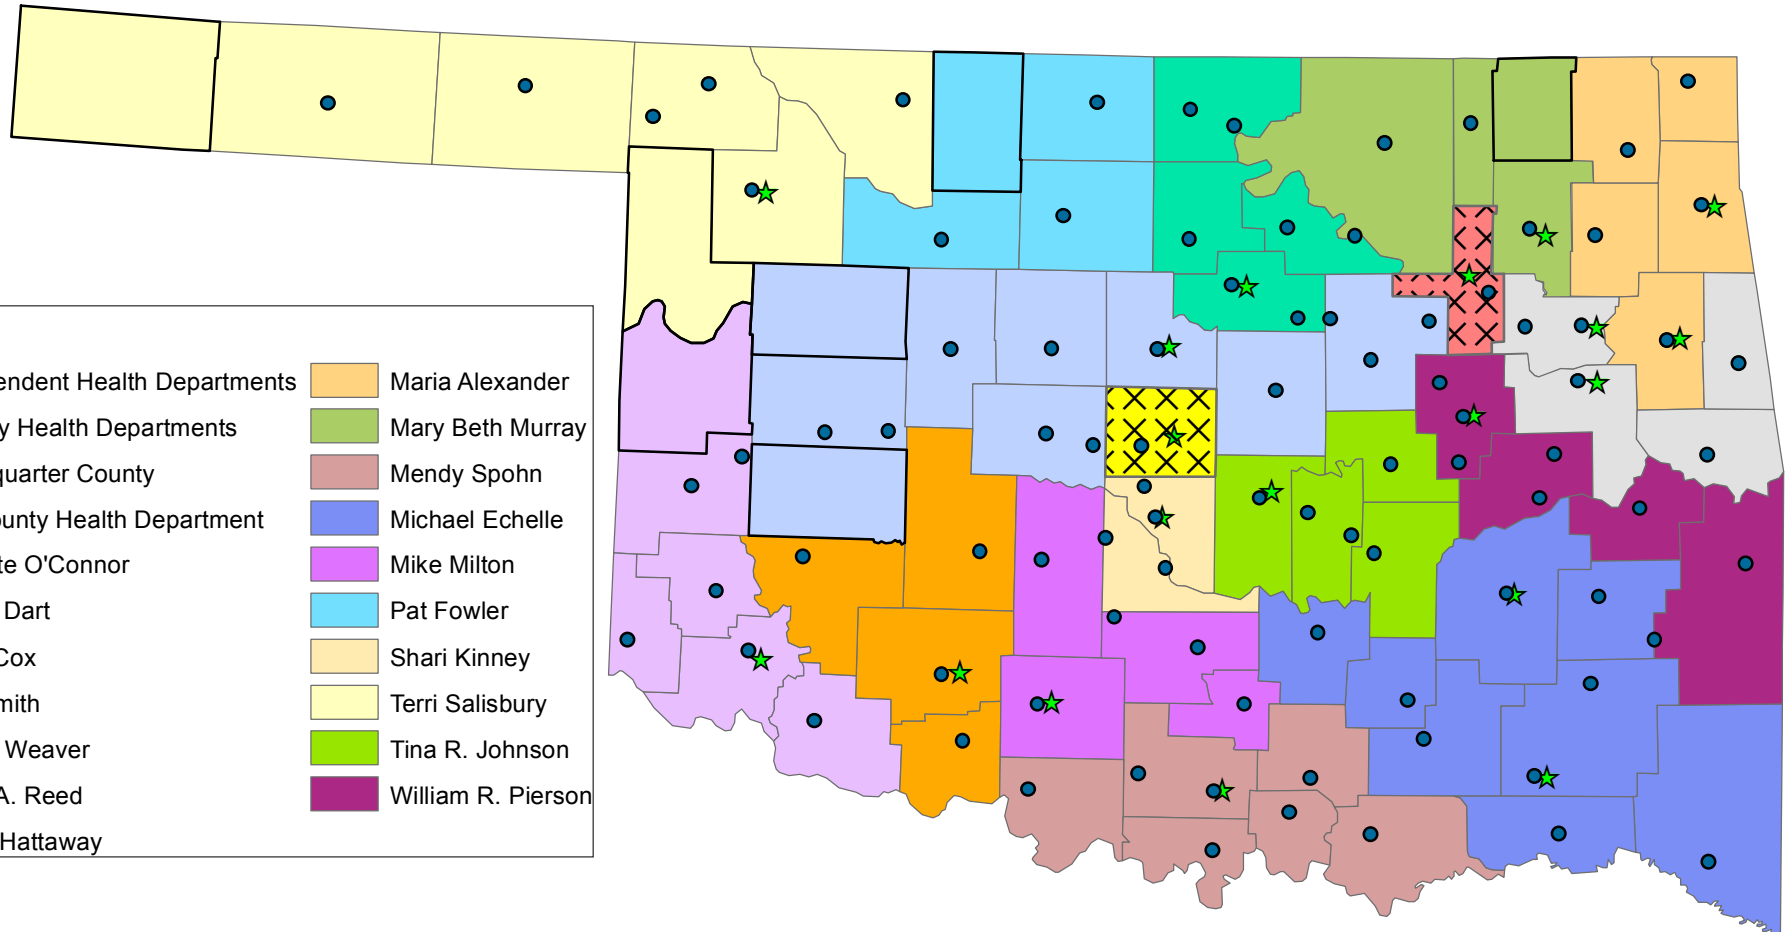 endent Health Departments
y Health Departments
quarter County
ounty Health Department
te O'Connor
Dart
Cox
mith
Weaver
A. Reed
Hattaway
Maria Alexander
Mary Beth Murray
Mendy Spohn
Michael Echelle
Mike Milton
Pat Fowler
Shari Kinney
Terri Salisbury
Tina R. Johnson
William R. Pierson